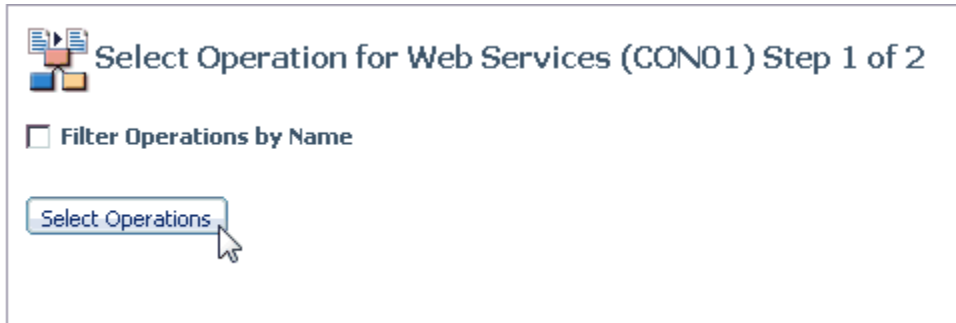 Select Operation for Web Services (CON01) Step 1 of 2
Filter Operations by Name
Select Operations